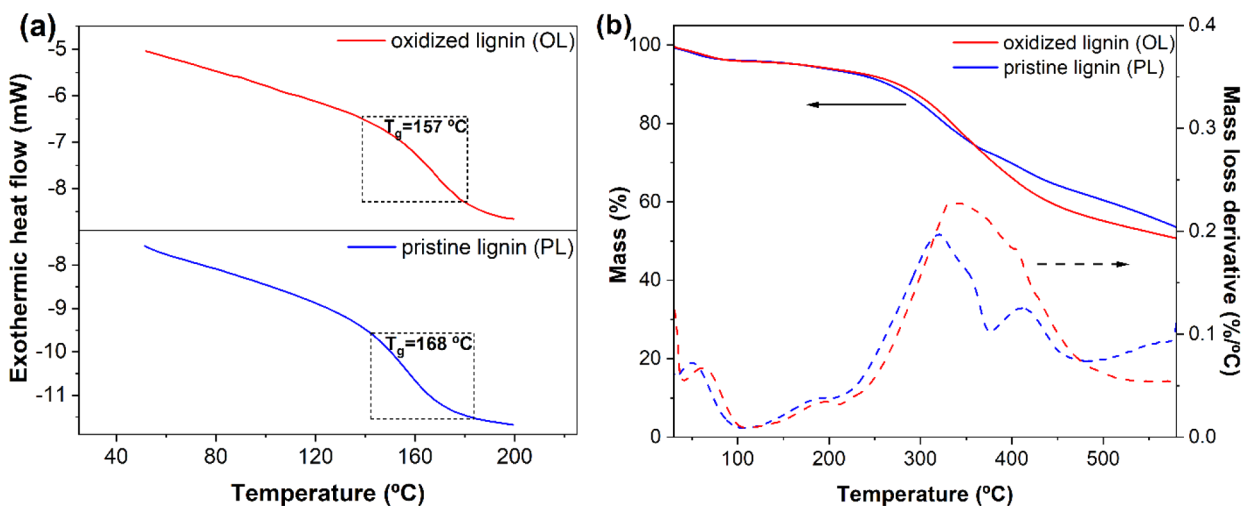 (a)
oxidized lignin (OL)
-5
-6
-7
-8
Tg=157 ºC
pristine lignin (PL)
-8
-9
-10
-11
Tg=168 ºC
Exothermic heat flow (mW)
40
80
120
160
200
Temperature (ºC)
(b)
oxidized lignin (OL)
pristine lignin (PL)
100
80
60
40
20
0
Mass (%)
0.4
0.3
0.2
0.1
0.0
Mass loss derivative (%/ºC)
100
200
300
400
500
Temperature (ºC)